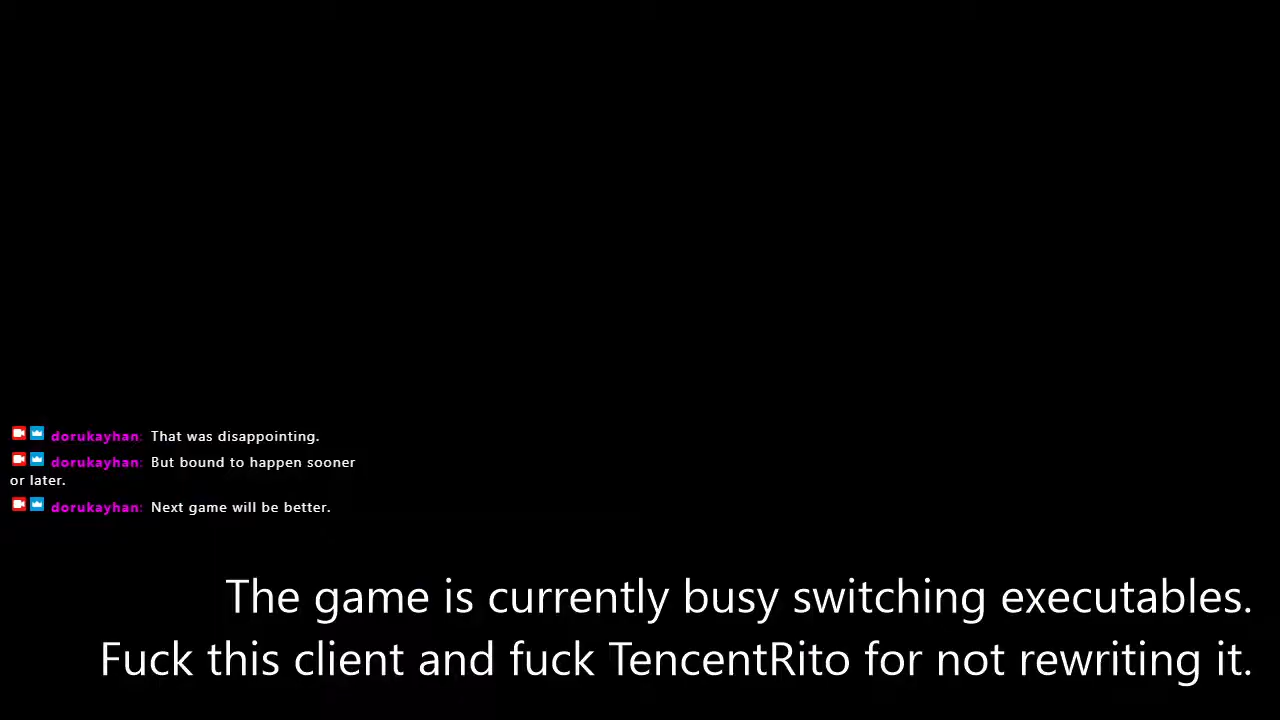 dorukayhan: That was disappointing.
dorukayhan: But bound to happen sooner
or later.
dorukayhan: Next game will be better.
The game is currently busy switching executables.
Fuck this client and fuck TencentRito for not rewriting it.